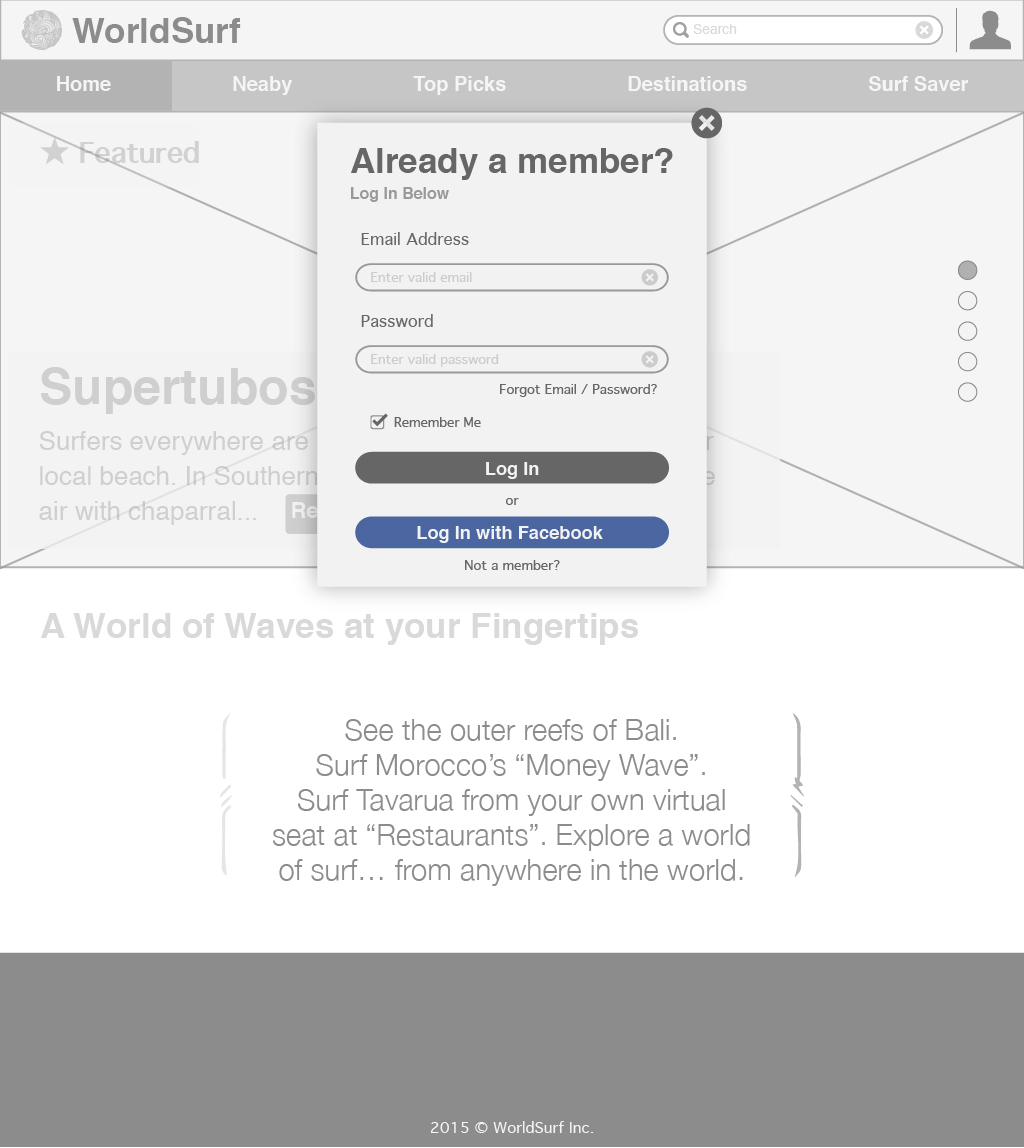 WorldSurf
Search
Home Neaby Top Picks Destinations Surf Saver
Featured
Already a member?
Log In Below
Email Address
Enter valid email
Password
Enter valid password
Forgot Email / Password?
Remember Me
Log In
or
Log In with Facebook
Not a member?
Supertubos
Surfers everywhere are
local beach. In Southern
air with chaparral...
A World of Waves at your Fingertips
See the outer reefs of Bali.
Surf Morocco’s “Money Wave”.
Surf Tavarua from your own virtual
seat at “Restaurants”. Explore a world
of surf… from anywhere in the world.
2015 © WorldSurf Inc.